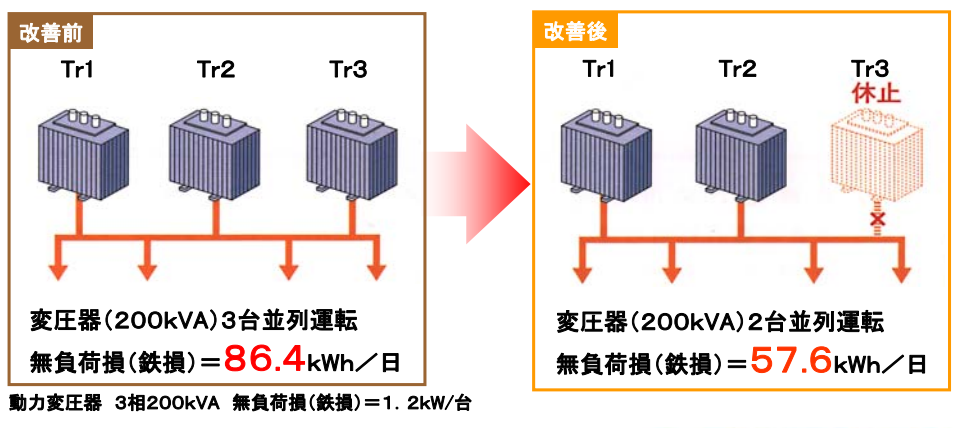 改善前
Tr1 Tr2 Tr3
変圧器（200kVA）3台並列運転
無負荷損（鉄損）＝86.4kWh／日
動力変圧器 3相200kVA 無負荷損（鉄損）＝1.2kW/台
改善後
Tr1 Tr2 Tr3
休止
変圧器（200kVA）2台並列運転
無負荷損（鉄損）＝57.6kWh／日